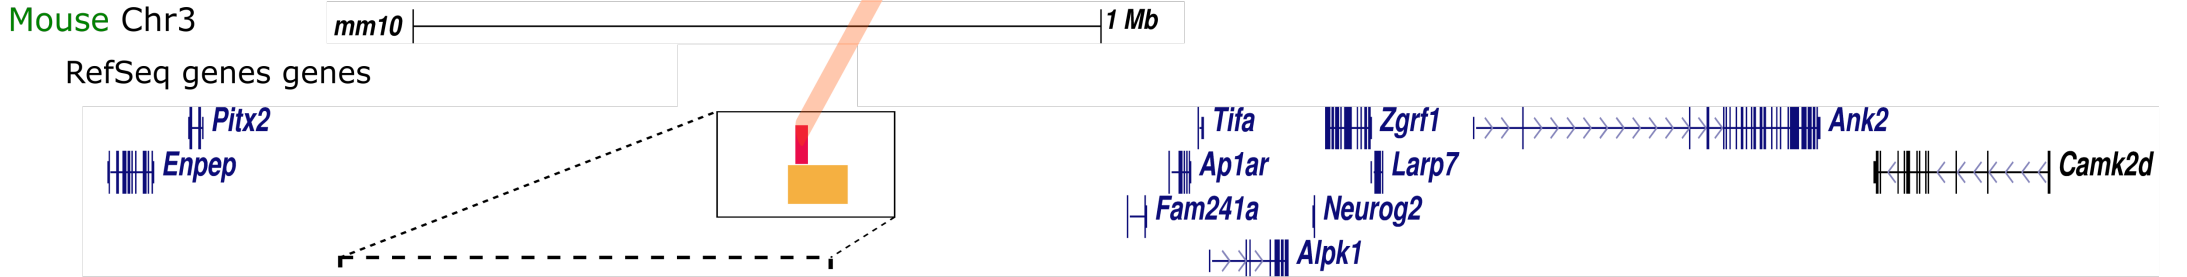 Mouse Chr3
mm10 1 Mb
RefSeq genes genes
Pitx2 Tifa Zgrf1 Ank2
Enpep Ap1ar Larp7 Camk2d
Fam241a Neurog2
Alpk1